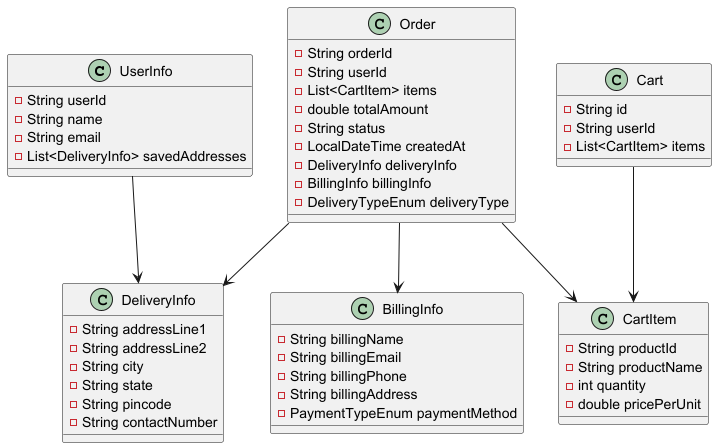 C UserInfo
String userId
String name
String email
List<DeliveryInfo> savedAddresses
C Order
String orderId
String userId
List<CartItem> items
double totalAmount
String status
LocalDateTime createdAt
DeliveryInfo deliveryInfo
BillingInfo billingInfo
DeliveryTypeEnum deliveryType
C Cart
String id
String userId
List<CartItem> items
C DeliveryInfo
String addressLine1
String addressLine2
String city
String state
String pincode
String contactNumber
C BillingInfo
String billingName
String billingEmail
String billingPhone
String billingAddress
PaymentTypeEnum paymentMethod
C CartItem
String productId
String productName
int quantity
double pricePerUnit